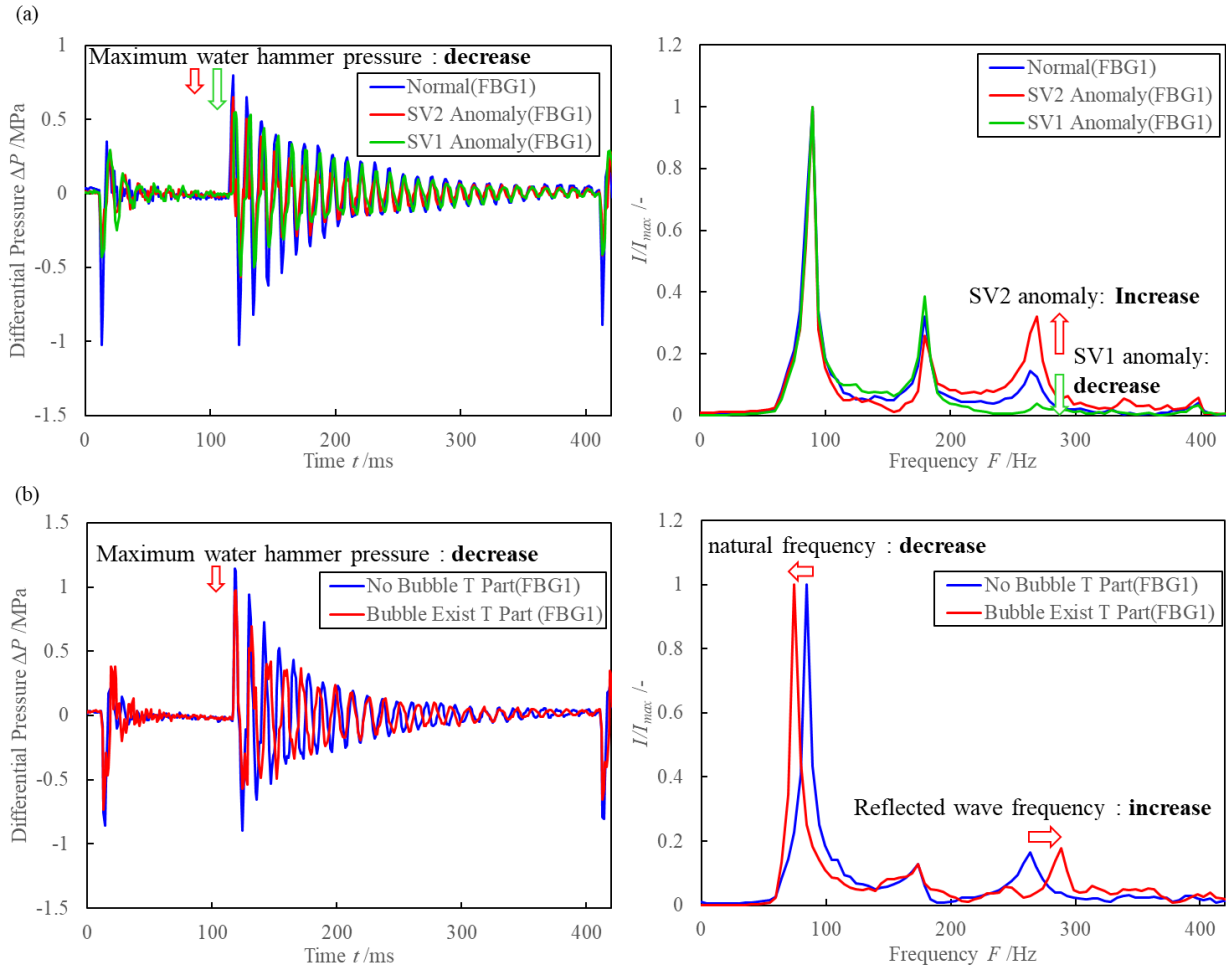 (a)
Maximum water hammer pressure : decrease
Normal(FBG1)
SV2 Anomaly(FBG1)
SV1 Anomaly(FBG1)
1
0.5
0
-0.5
-1
-1.5
Differential Pressure ΔP /MPa
0
100
200
300
400
Time t /ms
Normal(FBG1)
SV2 Anomaly(FBG1)
SV1 Anomaly(FBG1)
SV2 anomaly: Increase
SV1 anomaly:
decrease
1.2
1
0.8
0.6
0.4
0.2
0
I/Imax /-
0
100
200
300
400
Frequency F /Hz
(b)
Maximum water hammer pressure : decrease
No Bubble T Part(FBG1)
Bubble Exist T Part (FBG1)
1.5
1
0.5
0
-0.5
-1
-1.5
Differential Pressure ΔP /MPa
0
100
200
300
400
Time t /ms
natural frequency : decrease
No Bubble T Part(FBG1)
Bubble Exist T Part(FBG1)
Reflected wave frequency : increase
1.2
1
0.8
0.6
0.4
0.2
0
I/Imax /-
0
100
200
300
400
Frequency F /Hz